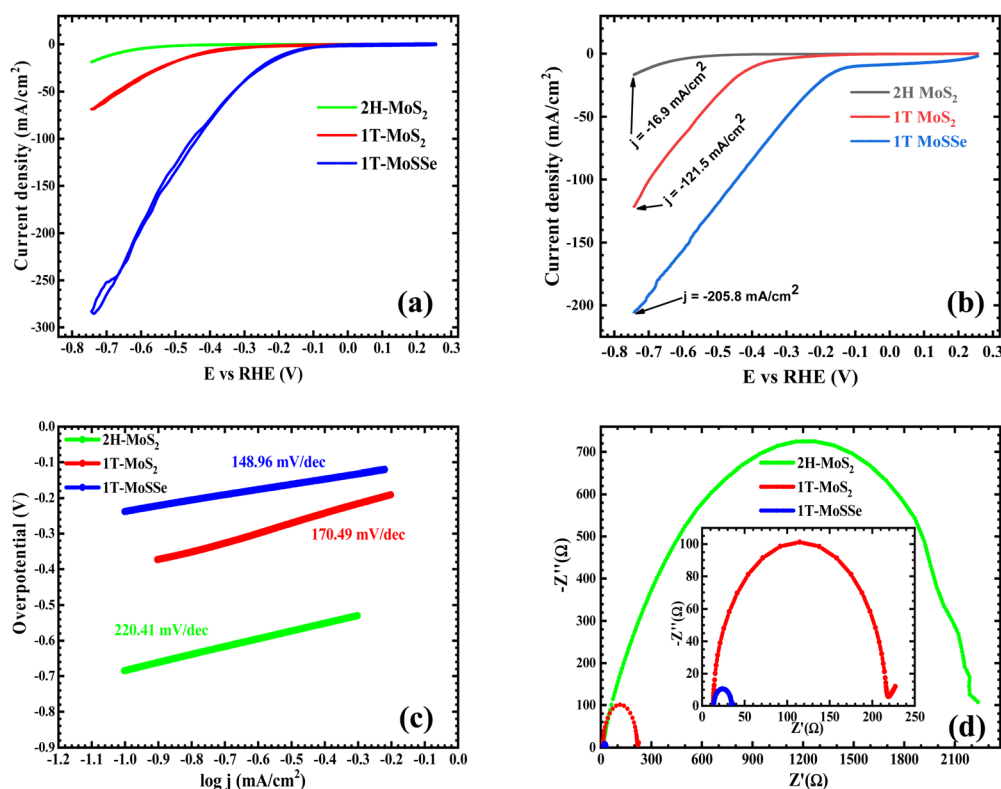 0
-50
-100
-150
-200
-250
-300
-0.8 -0.7 -0.6 -0.5 -0.4 -0.3 -0.2 -0.1 0.0 0.1 0.2 0.3
Current density (mA/cm²)
E vs RHE (V)
2H-MoS₂
1T-MoS₂
1T-MoSSe
(a)
0
-50
-100
-150
-200
-0.8 -0.7 -0.6 -0.5 -0.4 -0.3 -0.2 -0.1 0.0 0.1 0.2 0.3
Current density (mA/cm²)
E vs RHE (V)
j = -16.9 mA/cm²
j = -121.5 mA/cm²
j = -205.8 mA/cm²
2H MoS₂
1T MoS₂
1T MoSSe
(b)
0.0
-0.1
-0.2
-0.3
-0.4
-0.5
-0.6
-0.7
-0.8
-0.9
-1.2 -1.1 -1.0 -0.9 -0.8 -0.7 -0.6 -0.5 -0.4 -0.3 -0.2 -0.1 0.0
Overpotential (V)
log j (mA/cm²)
2H-MoS₂
1T-MoS₂
1T-MoSSe
148.96 mV/dec
170.49 mV/dec
220.41 mV/dec
(c)
700
600
500
400
300
200
100
0
0 300 600 900 1200 1500 1800 2100
-Z''(Ω)
Z'(Ω)
2H-MoS₂
1T-MoS₂
1T-MoSSe
100
80
60
40
20
0
0 50 100 150 200 250
-Z''(Ω)
Z'(Ω)
(d)